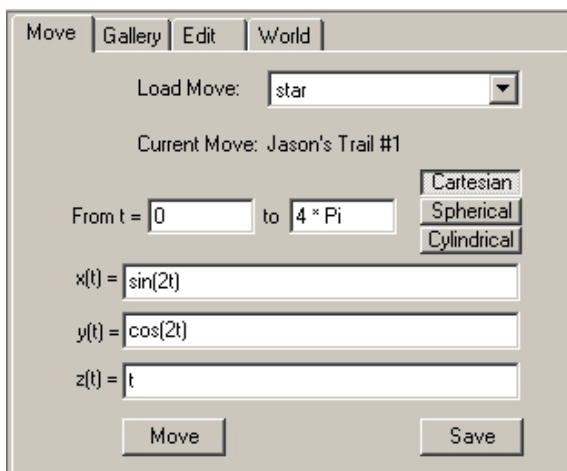 Move Gallery Edit World
Load Move: star
Current Move: Jason's Trail #1
Cartesian
From t = 0 to 4 * Pi Spherical
Cylindrical
x(t) = sin(2t)
y(t) = cos(2t)
z(t) = t
Move Save